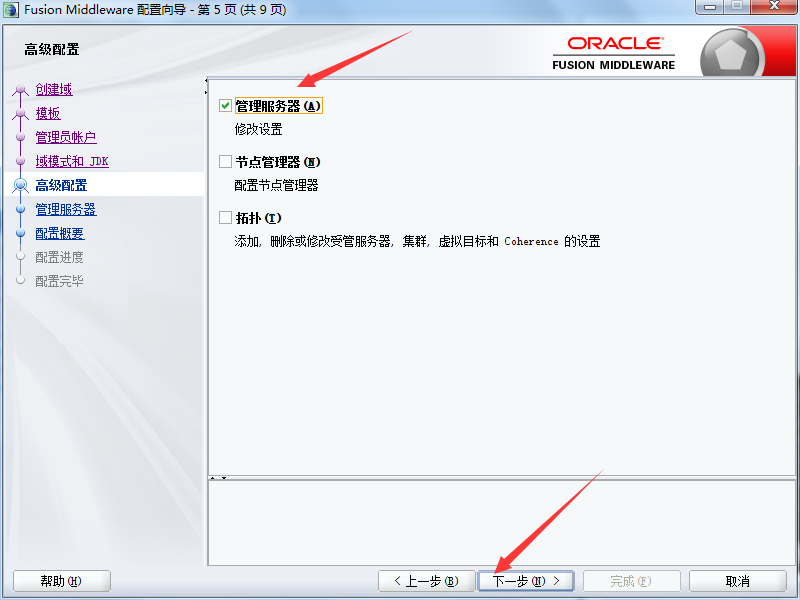 Fusion Middleware 配置向导 - 第 5 页 (共 9 页)
高级配置
ORACLE
FUSION MIDDLEWARE
创建域
模板
管理员帐户
域模式和 JDK
高级配置
管理服务器
配置概要
配置进度
配置完毕
管理服务器(A)
修改设置
节点管理器(N)
配置节点管理器
拓扑(T)
添加, 删除或修改受管服务器, 集群, 虚拟目标和 Coherence 的设置
帮助(H)
< 上一步(B)
下一步(N) >
完成(F)
取消